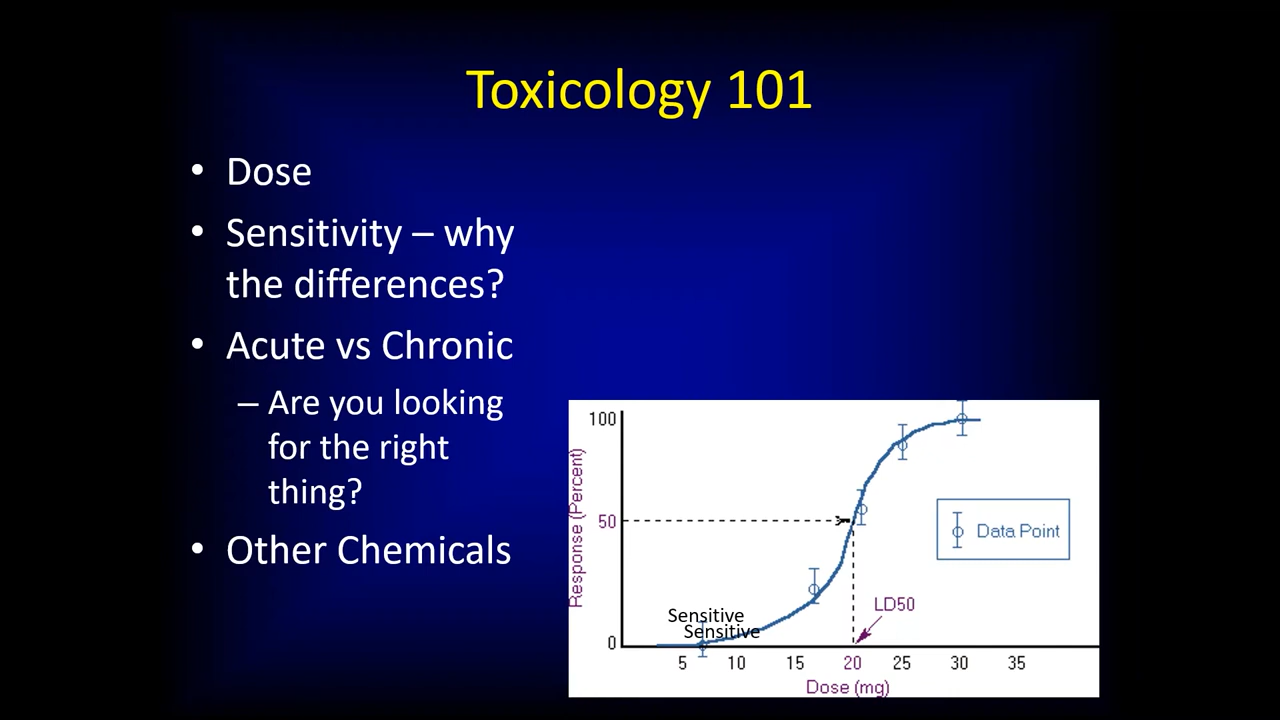 Toxicology 101
• Dose
• Sensitivity – why
the differences?
• Acute vs Chronic
– Are you looking
for the right
thing?
• Other Chemicals
100
50
0
Response (Percent)
Data Point
LD50
Sensitive
Sensitive
5 10 15 20 25 30 35
Dose (mg)